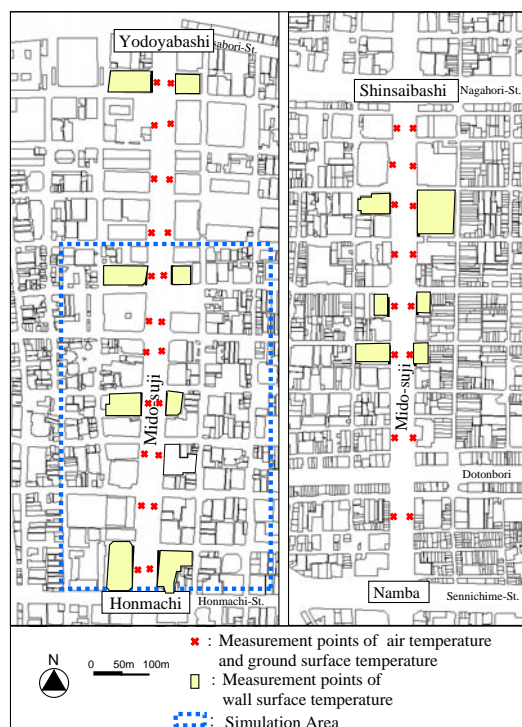 Yodoyabashi
sabori-St.
Mido-suji
Honmachi
Honmachi-St.
Shinsaibashi
Nagahori-St.
Mido-suji
Dotonbori
Namba
Sennichime-St.
N
0 50m 100m
: Measurement points of air temperature
and ground surface temperature
: Measurement points of
wall surface temperature
: Simulation Area